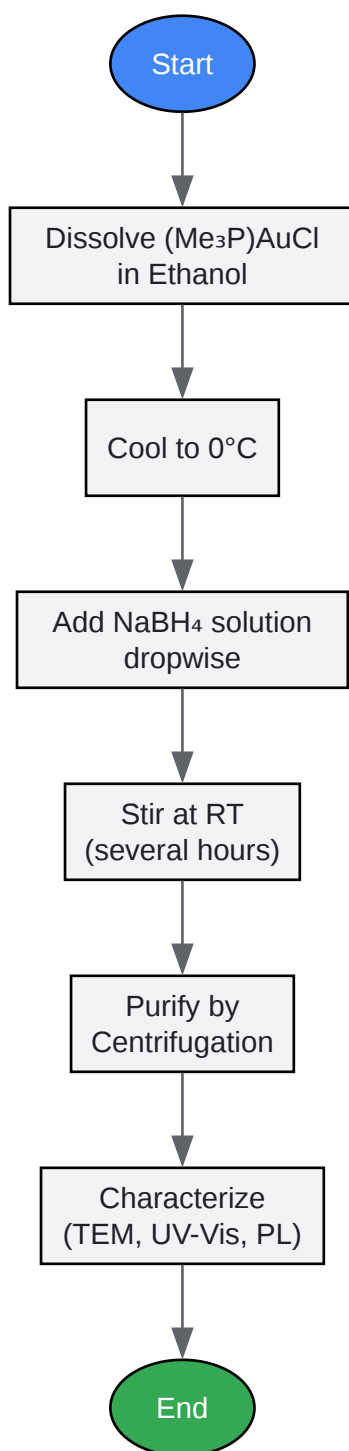 Start
Dissolve (Me₃P)AuCl
in Ethanol
Cool to 0°C
Add NaBH₄ solution
dropwise
Stir at RT
(several hours)
Purify by
Centrifugation
Characterize
(TEM, UV-Vis, PL)
End